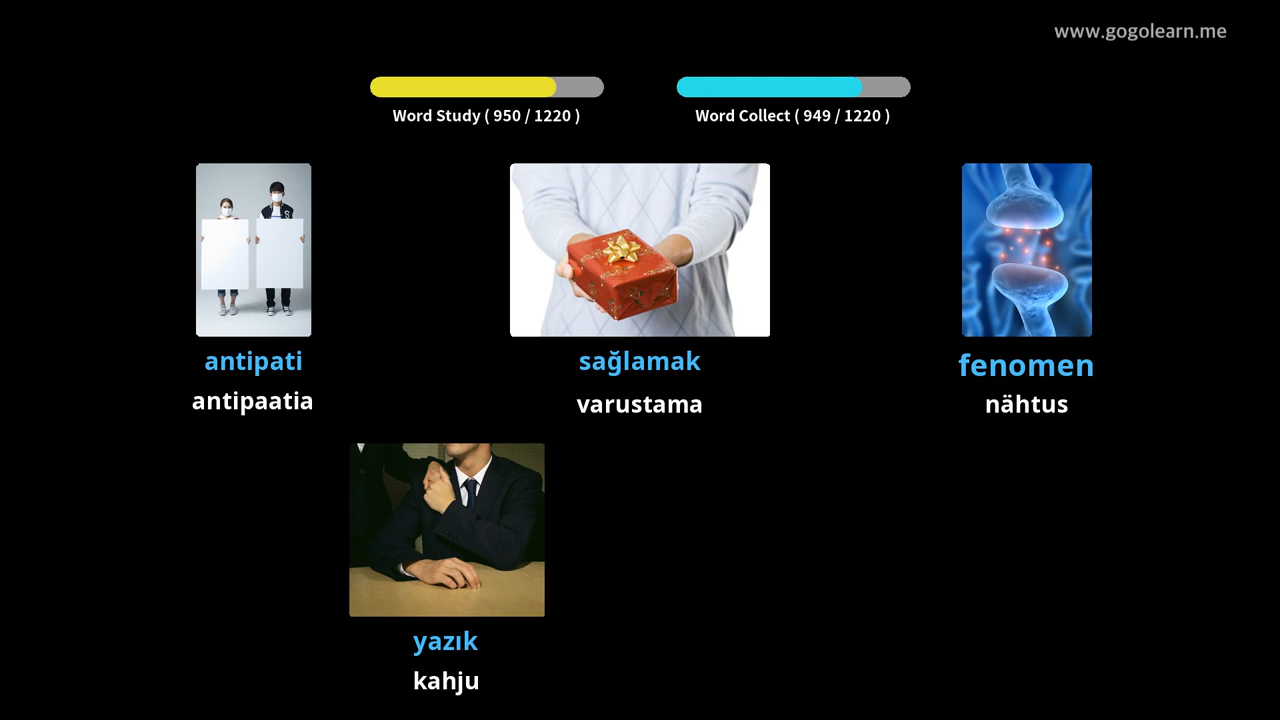 www.gogolearn.me
Word Study ( 950 / 1220 )
Word Collect ( 949 / 1220 )
antipati
antipaatia
sağlamak
varustama
fenomen
nähtus
yazık
kahju